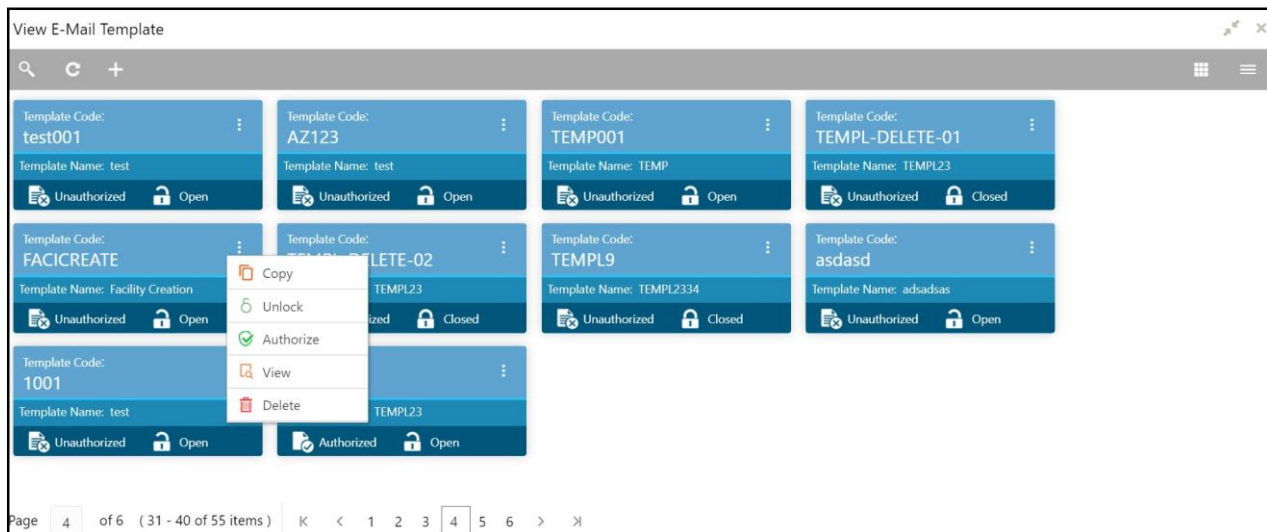 View E-Mail Template
Template Code:
test001
Template Name: test
Unauthorized Open
Template Code:
AZ123
Template Name: test
Unauthorized Open
Template Code:
TEMP001
Template Name: TEMP
Unauthorized Open
Template Code:
TEMPL-DELETE-01
Template Name: TEMPL23
Unauthorized Closed
Template Code:
FACICREATE
Template Name: Facility Creation
Unauthorized Open
Copy
Unlock
Authorize
View
Delete
Template Code:
TEMPL-DELETE-02
TEMPL23
ized Closed
Template Code:
TEMPL9
Template Name: TEMPL2334
Unauthorized Closed
Template Code:
asdasd
Template Name: adsadsas
Unauthorized Open
Template Code:
1001
Template Name: test
Unauthorized Open
TEMPL23
Authorized Open
Page 4 of 6 ( 31 - 40 of 55 items ) 1 2 3 4 5 6